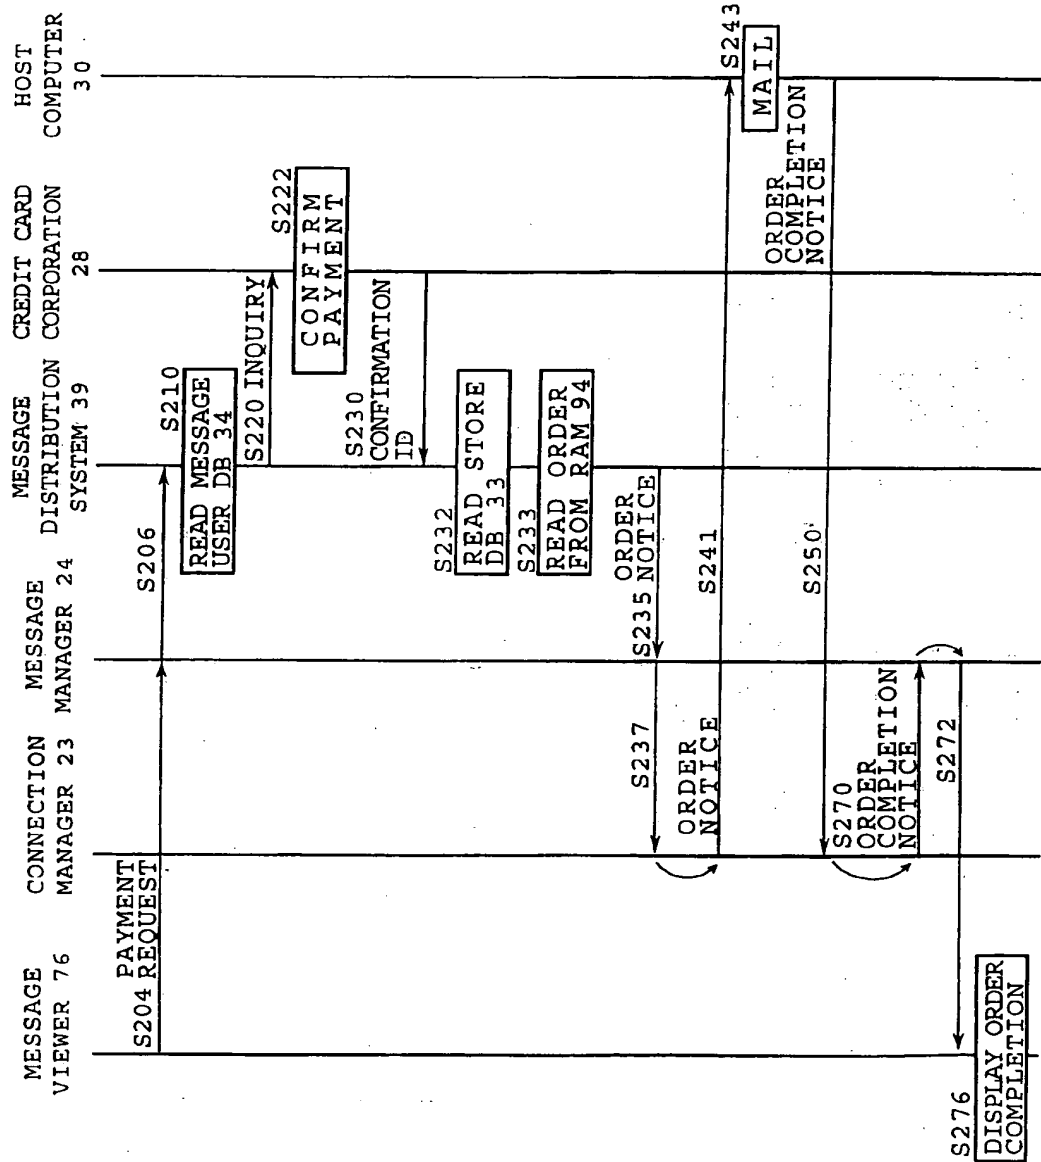 MESSAGE
VIEWER 76
CONNECTION
MANAGER 23
MESSAGE
MANAGER 24
MESSAGE
DISTRIBUTION
SYSTEM 39
CREDIT CARD
CORPORATION
28
HOST
COMPUTER
30
S204 PAYMENT
REQUEST
S206
S210
READ MESSAGE
USER DB 34
S220 INQUIRY
S222
CONFIRM
PAYMENT
S230
CONFIRMATION
ID
S232
READ STORE
DB 33
S233
READ ORDER
FROM RAM 94
S235 ORDER
NOTICE
S237
ORDER
NOTICE
S241
S243
MAIL
ORDER
COMPLETION
NOTICE
S250
S270
ORDER
COMPLETION
NOTICE
S272
S276
DISPLAY ORDER
COMPLETION